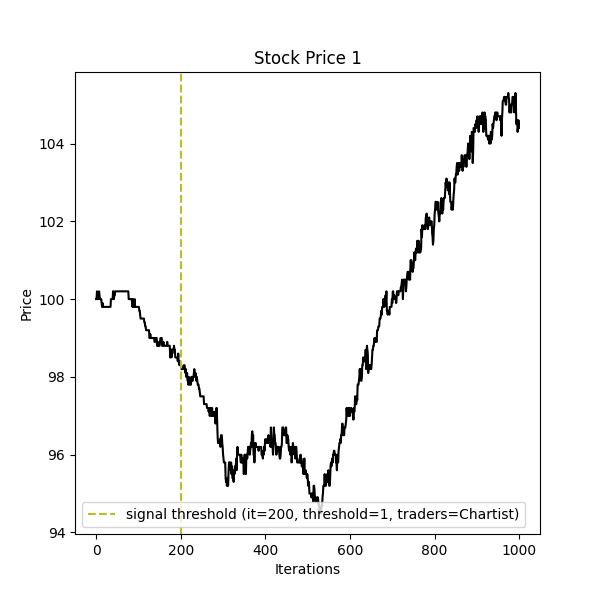 Stock Price 1
Price
104
102
100
98
96
94
signal threshold (it=200, threshold=1, traders=Chartist)
0 200 400 600 800 1000
Iterations